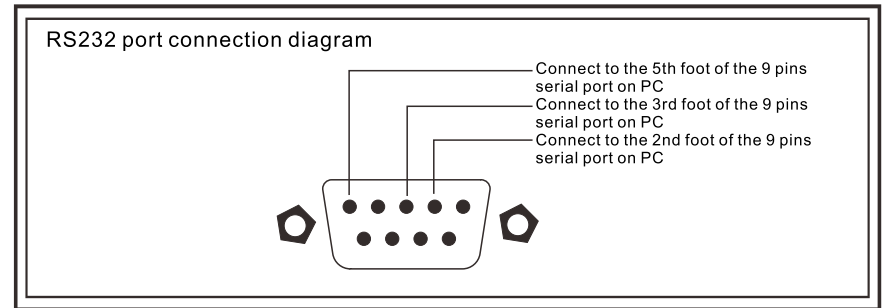 RS232 port connection diagram
Connect to the 5th foot of the 9 pins
serial port on PC
Connect to the 3rd foot of the 9 pins
serial port on PC
Connect to the 2nd foot of the 9 pins
serial port on PC